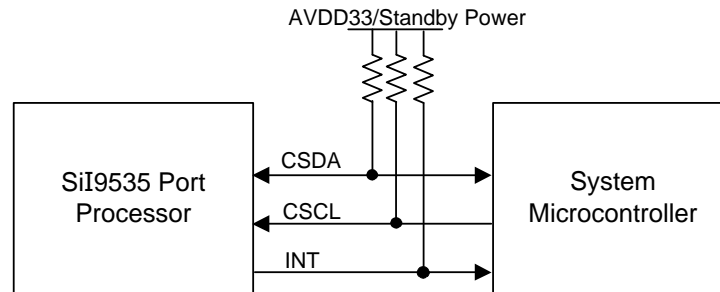 AVDD33/Standby Power
SiI9535 Port
Processor
CSDA
CSCL
INT
System
Microcontroller